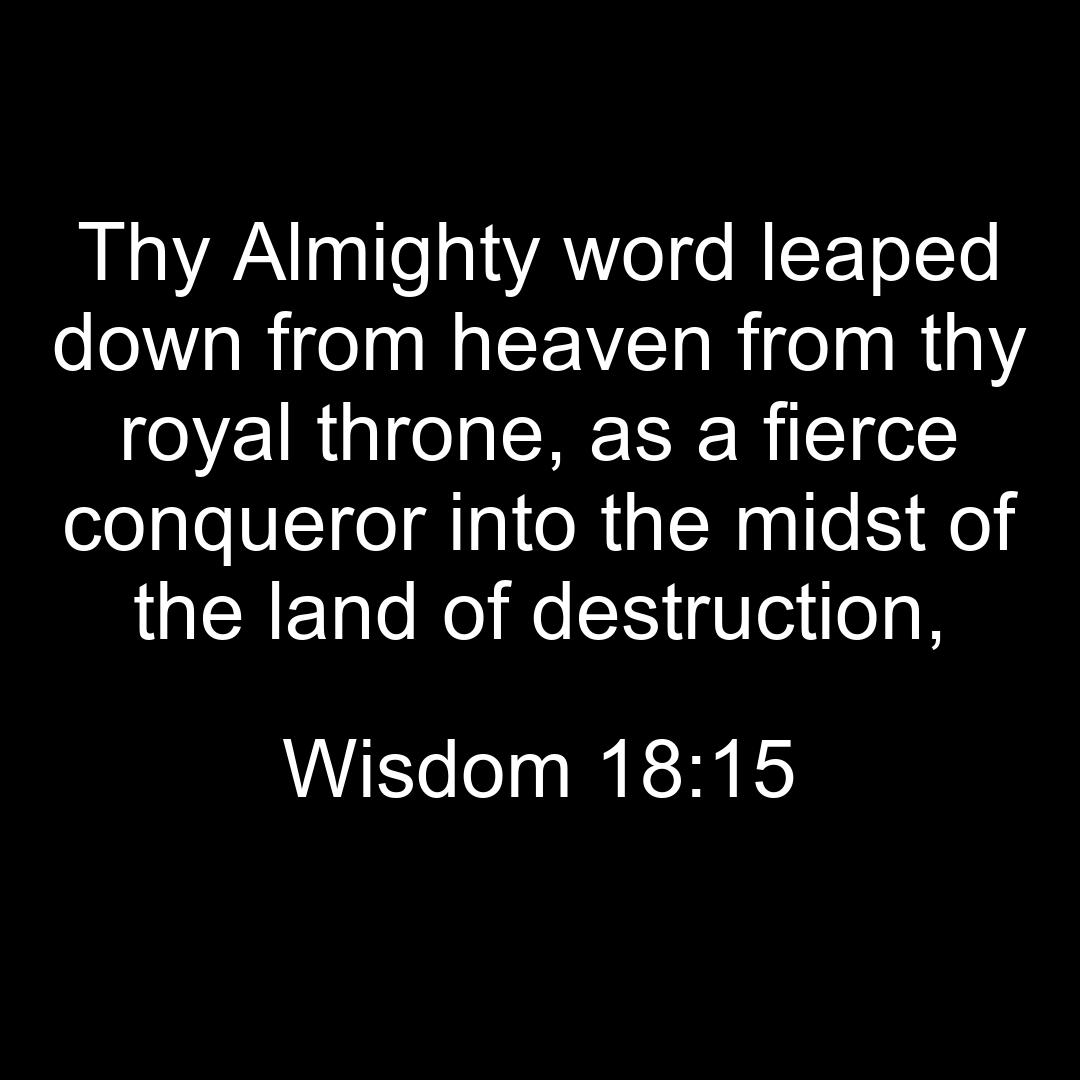 Thy Almighty word leaped
down from heaven from thy
royal throne, as a fierce
conqueror into the midst of
the land of destruction,
Wisdom 18:15